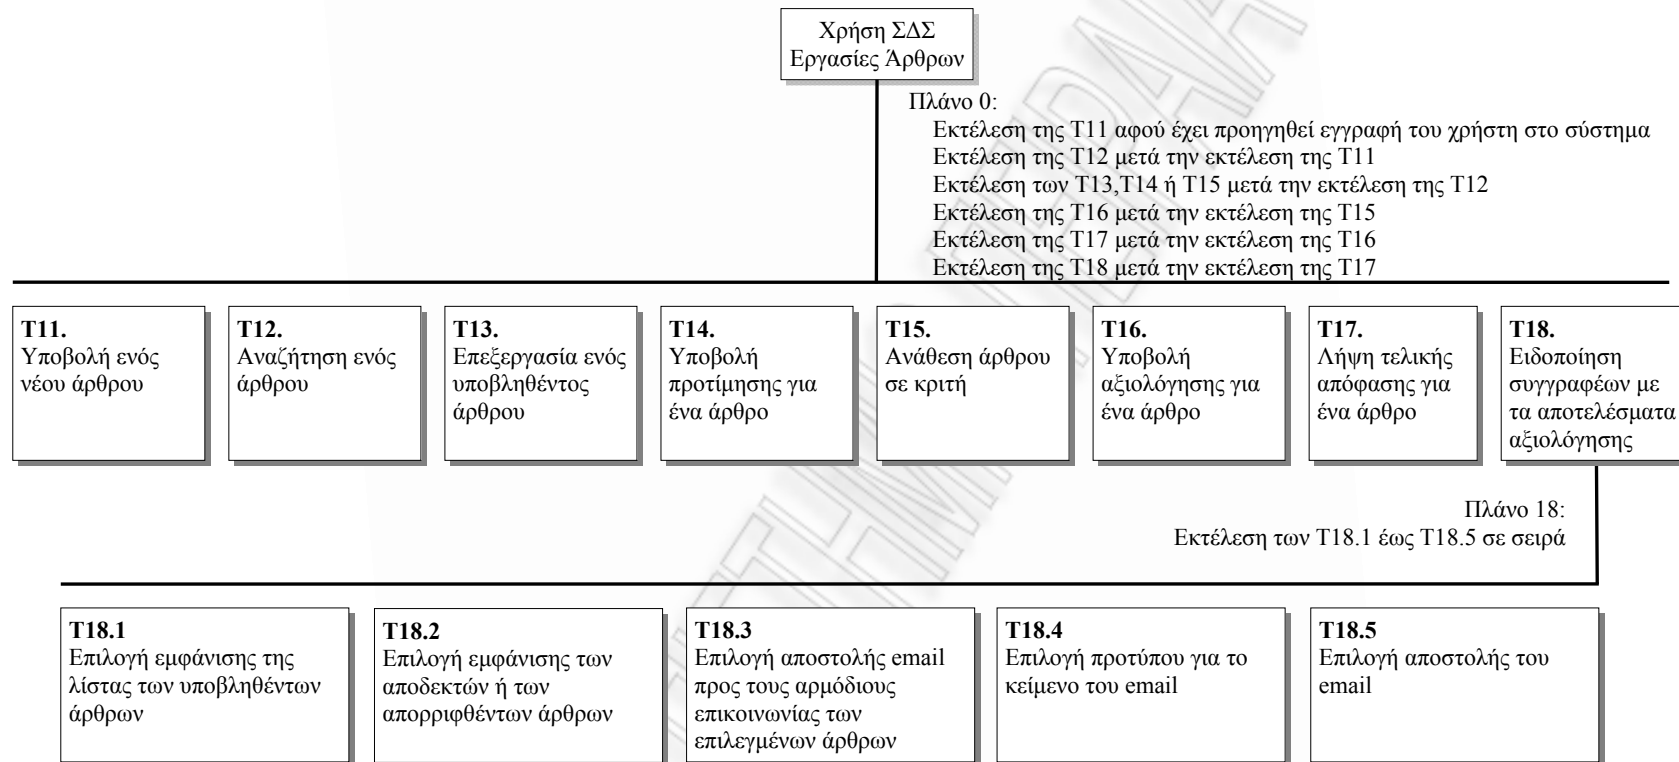 Χρήση ΣΔΣ
Εργασίες Άρθρων
Πλάνο 0:
Εκτέλεση της Τ11 αφού έχει προηγηθεί εγγραφή του χρήστη στο σύστημα
Εκτέλεση της Τ12 μετά την εκτέλεση της Τ11
Εκτέλεση των Τ13,Τ14 ή Τ15 μετά την εκτέλεση της Τ12
Εκτέλεση της Τ16 μετά την εκτέλεση της Τ15
Εκτέλεση της Τ17 μετά την εκτέλεση της Τ16
Εκτέλεση της Τ18 μετά την εκτέλεση της Τ17
Τ11.
Υποβολή ενός
νέου άρθρου
Τ12.
Αναζήτηση ενός
άρθρου
Τ13.
Επεξεργασία ενός
υποβληθέντος
άρθρου
Τ14.
Υποβολή
προτίμησης για
ένα άρθρο
Τ15.
Ανάθεση άρθρου
σε κριτή
Τ16.
Υποβολή
αξιολόγησης για
ένα άρθρο
Τ17.
Λήψη τελικής
απόφασης για
ένα άρθρο
Τ18.
Ειδοποίηση
συγγραφέων με
τα αποτελέσματα
αξιολόγησης
Πλάνο 18:
Εκτέλεση των Τ18.1 έως Τ18.5 σε σειρά
Τ18.1
Επιλογή εμφάνισης της
λίστας των υποβληθέντων
άρθρων
Τ18.2
Επιλογή εμφάνισης των
αποδεκτών ή των
απορριφθέντων άρθρων
Τ18.3
Επιλογή αποστολής email
προς τους αρμόδιους
επικοινωνίας των
επιλεγμένων άρθρων
Τ18.4
Επιλογή προτύπου για το
κείμενο του email
Τ18.5
Επιλογή αποστολής του
email